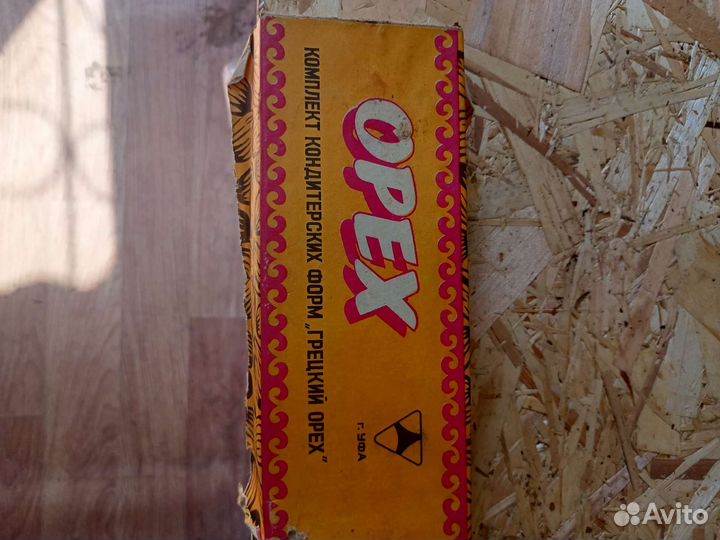 ОРЕХ
КОМПЛЕКТ КОНДИТЕРСКИХ ФОРМ „ГРЕЦКИЙ ОРЕХ"
г. УФА
Avito